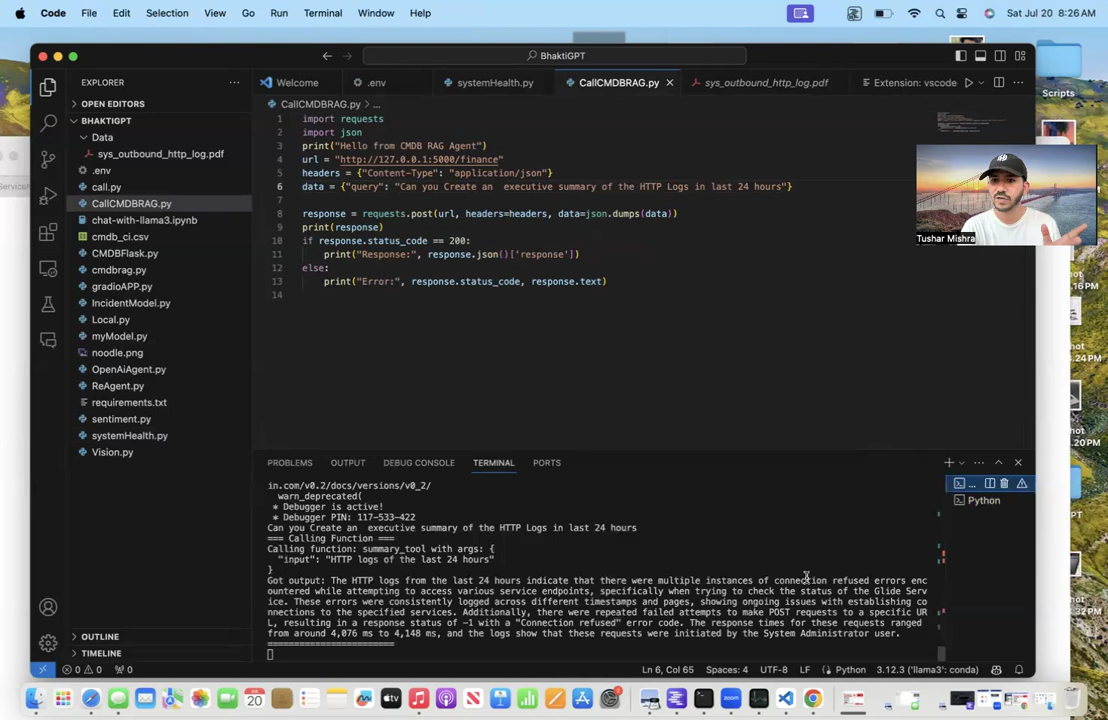 Code File Edit Selection View Go Run Terminal Window Help
Sat Jul 20 8:26 AM
BhaktiGPT
EXPLORER
OPEN EDITORS
BHAKTIGPT
Data
sys_outbound_http_log.pdf
.env
call.py
CallCMDBRAG.py
chat-with-llama3.ipynb
cmdb_ci.csv
CMDBFlask.py
cmdbrag.py
gradioAPP.py
IncidentModel.py
Local.py
myModel.py
noodle.png
OpenAiAgent.py
ReAgent.py
requirements.txt
sentiment.py
systemHealth.py
Vision.py
OUTLINE
TIMELINE
Welcome .env systemHealth.py CallCMDBRAG.py sys_outbound_http_log.pdf Extension: vscode
CallCMDBRAG.py > ...
1 import requests
2 import json
3 print("Hello from CMDB RAG Agent")
4 url = "http://127.0.0.1:5000/finance"
5 headers = {"Content-Type": "application/json"}
6 data = {"query": "Can you Create an  executive summary of the HTTP Logs in last 24 hours"}
7
8 response = requests.post(url, headers=headers, data=json.dumps(data))
9 print(response)
10 if response.status_code == 200:
11     print("Response:", response.json()['response'])
12 else:
13     print("Error:", response.status_code, response.text)
14
Tushar Mishra
PROBLEMS OUTPUT DEBUG CONSOLE TERMINAL PORTS
... 
Python
in.com/v0.2/docs/versions/v0_2/
warn_deprecated(
* Debugger is active!
* Debugger PIN: 117-533-422
Can you Create an  executive summary of the HTTP Logs in last 24 hours
=== Calling Function ===
Calling function: summary_tool with args: {
"input": "HTTP logs of the last 24 hours"
}
Got output: The HTTP logs from the last 24 hours indicate that there were multiple instances of connection refused errors enc
ountered while attempting to access various service endpoints, specifically when trying to check the status of the Glide Serv
ice. These errors were consistently logged across different timestamps and pages, showing ongoing issues with establishing co
nnections to the specified services. Additionally, there were repeated failed attempts to make POST requests to a specific UR
L, resulting in a response status of -1 with a "Connection refused" error code. The response times for these requests ranged
from around 4,076 ms to 4,148 ms, and the logs show that these requests were initiated by the System Administrator user.
========================
0 0 0 Ln 6, Col 65 Spaces: 4 UTF-8 LF Python 3.12.3 ('llama3': conda)
Scripts
JUL
20
zoom